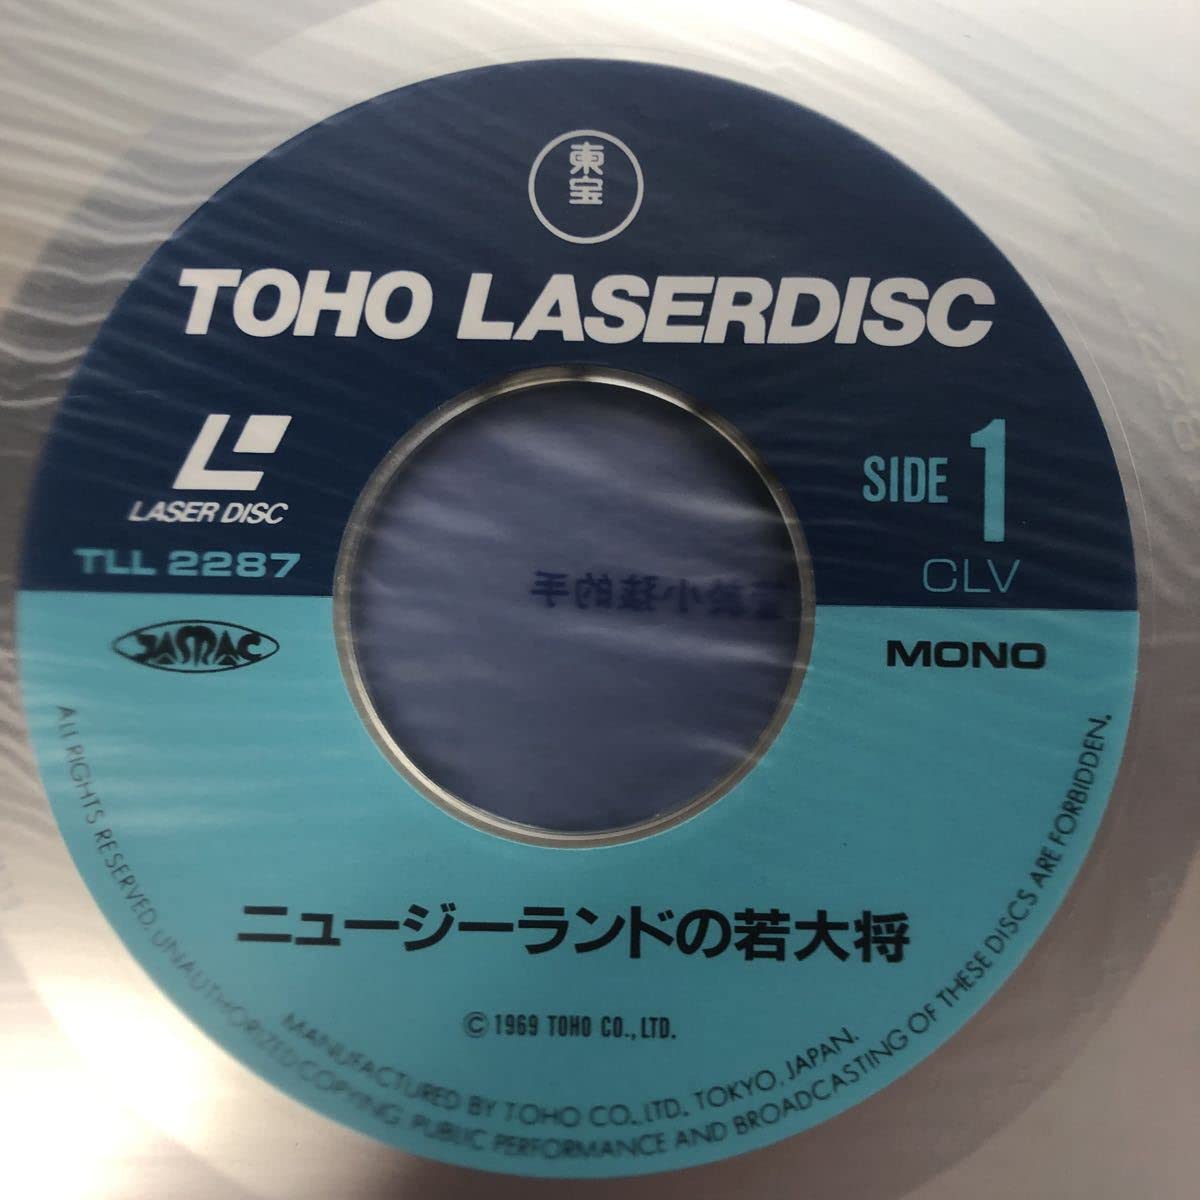 東宝
TOHO LASERDISC
LASER DISC
TLL 2287
SIDE 1
CLV
JASRAC
MONO
ニュージーランドの若大将
© 1969 TOHO CO., LTD.
MANUFACTURED BY TOHO CO., LTD. TOKYO, JAPAN.
ALL RIGHTS RESERVED. UNAUTHORIZED COPYING. PUBLIC PERFORMANCE AND BROADCASTING OF THESE DISCS ARE FORBIDDEN.